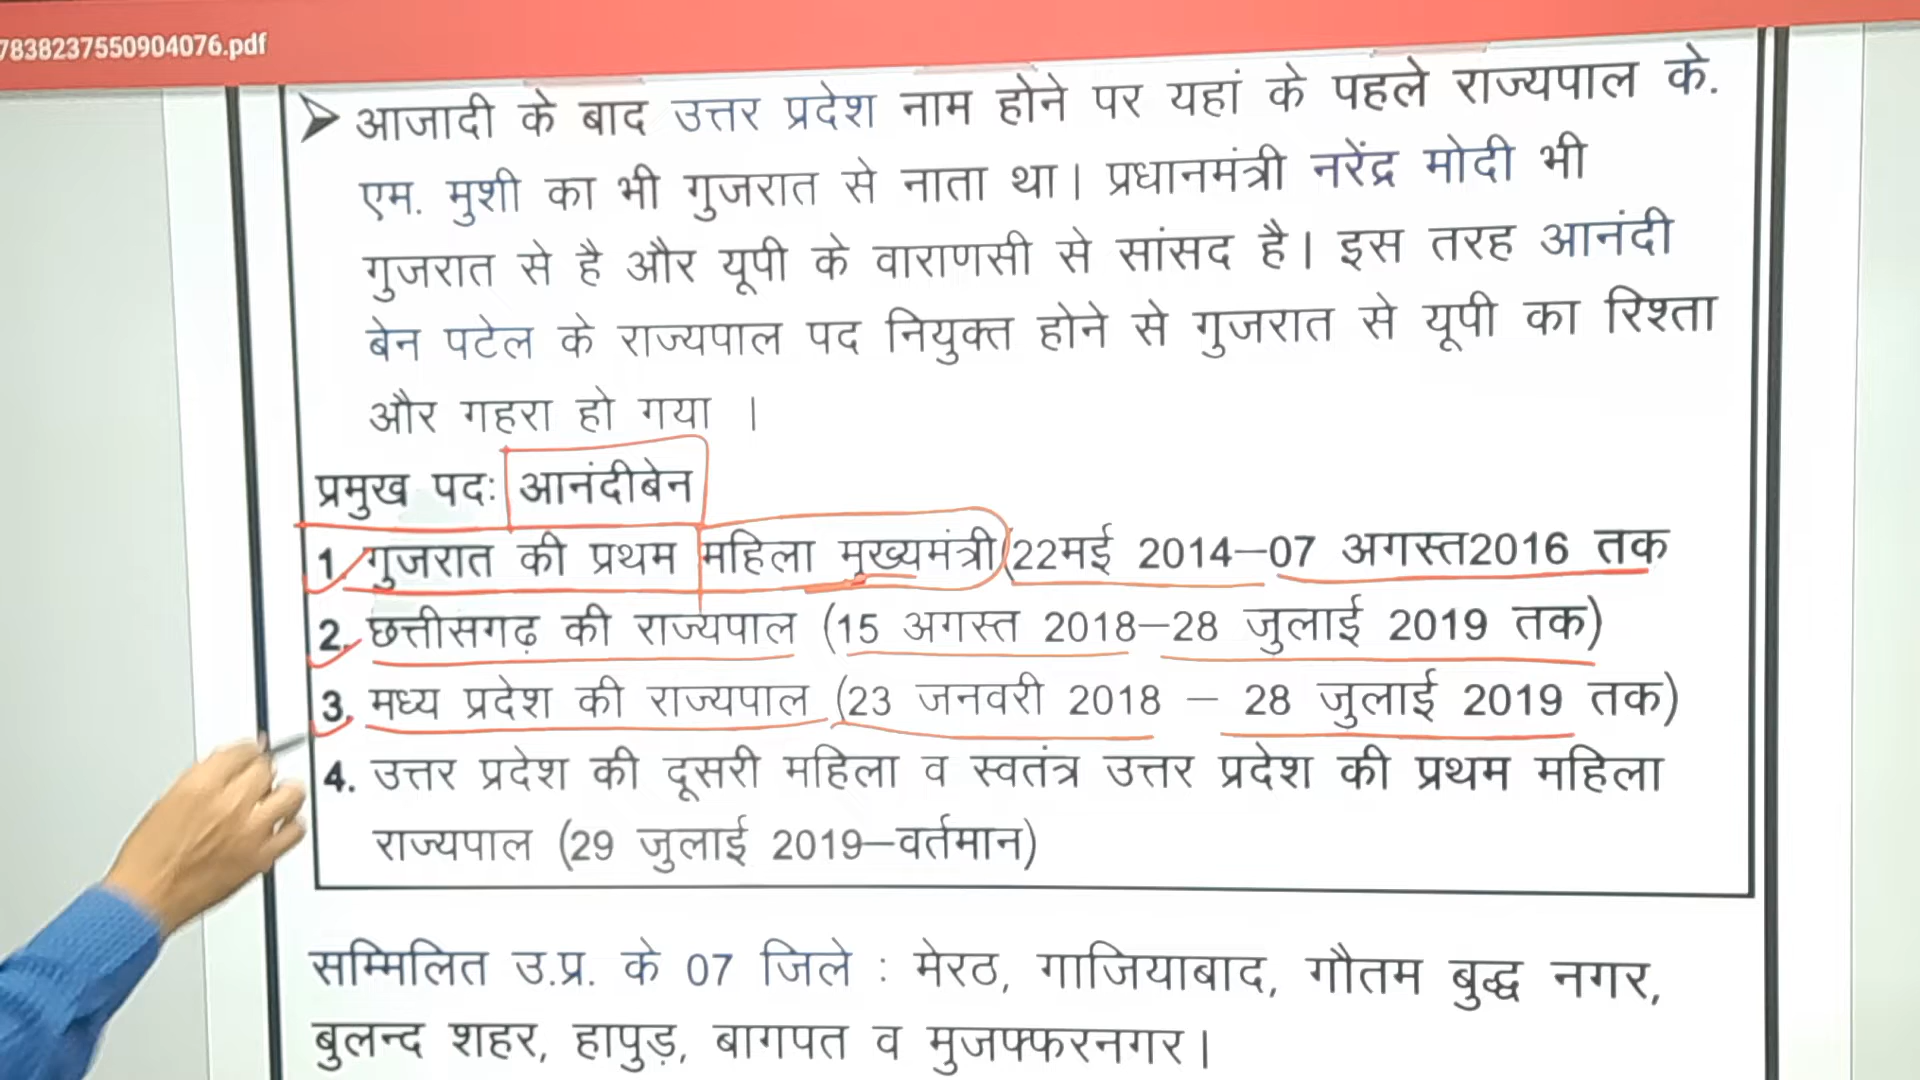 7838237550904076.pdf
आजादी के बाद उत्तर प्रदेश नाम होने पर यहां के पहले राज्यपाल के.
एम. मुशी का भी गुजरात से नाता था। प्रधानमंत्री नरेंद्र मोदी भी
गुजरात से है और यूपी के वाराणसी से सांसद है। इस तरह आनंदी
बेन पटेल के राज्यपाल पद नियुक्त होने से गुजरात से यूपी का रिश्ता
और गहरा हो गया ।
प्रमुख पदः आनंदीबेन
1 गुजरात की प्रथम महिला मुख्यमंत्री(22मई 2014–07 अगस्त2016 तक
2. छत्तीसगढ़ की राज्यपाल (15 अगस्त 2018–28 जुलाई 2019 तक)
3. मध्य प्रदेश की राज्यपाल (23 जनवरी 2018 – 28 जुलाई 2019 तक)
4. उत्तर प्रदेश की दूसरी महिला व स्वतंत्र उत्तर प्रदेश की प्रथम महिला
राज्यपाल (29 जुलाई 2019–वर्तमान)
सम्मिलित उ.प्र. के 07 जिले : मेरठ, गाजियाबाद, गौतम बुद्ध नगर,
बुलन्द शहर, हापुड़, बागपत व मुजफ्फरनगर।